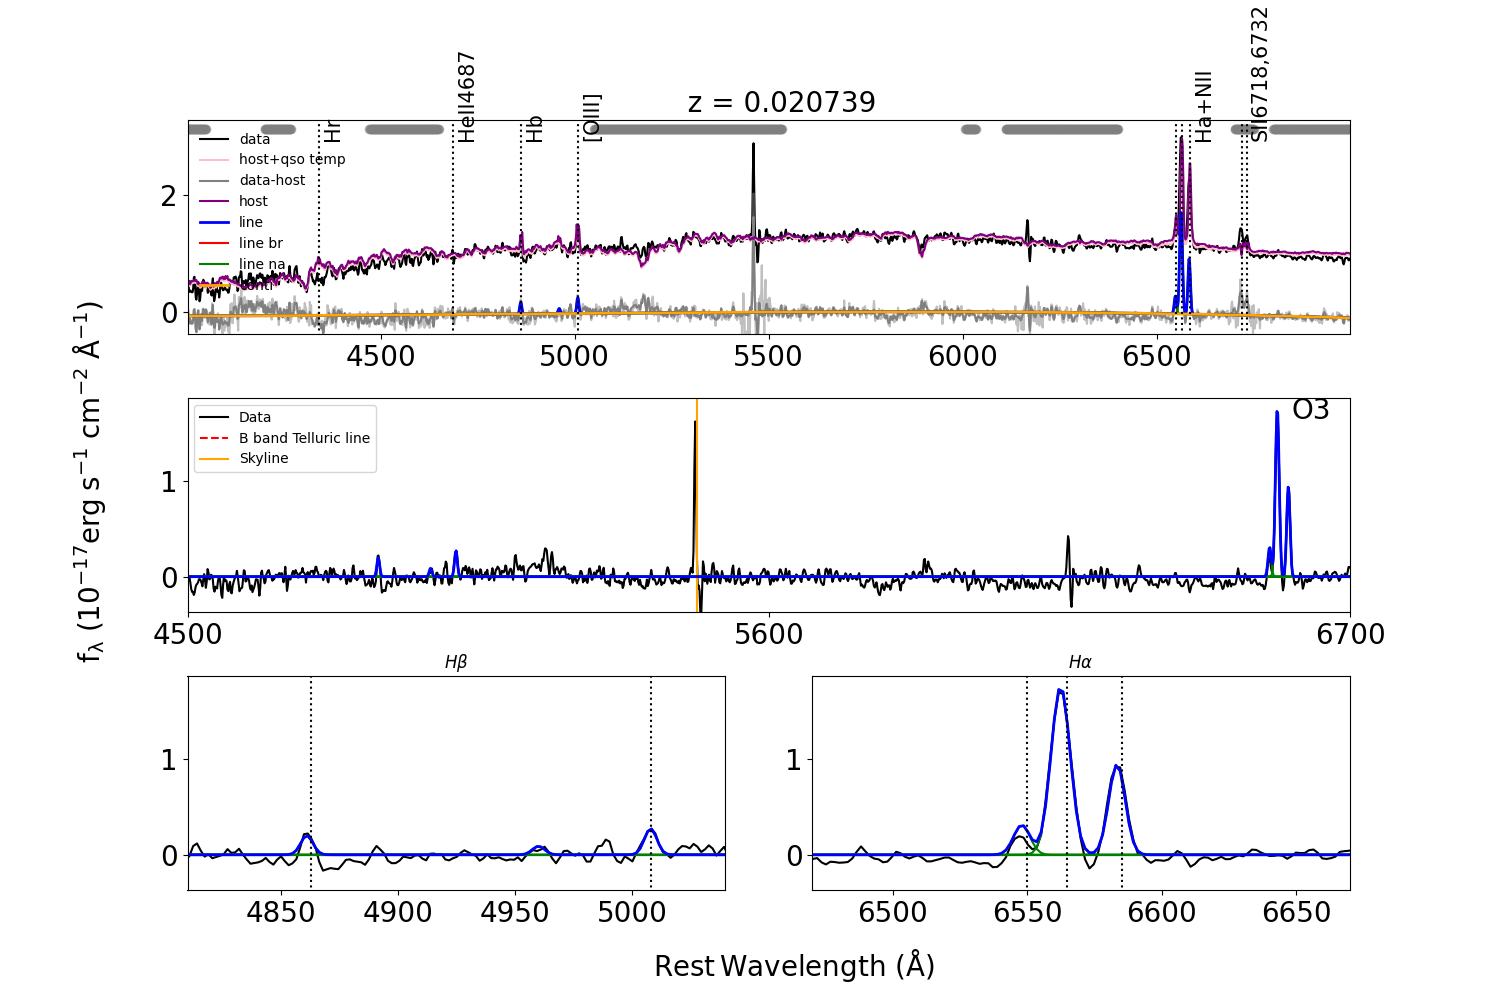 z = 0.020739
Hr
HeII4687
Hb
[OIII]
Ha+NII
SII6718,6732
data
host+qso temp
data-host
host
line
line br
line na
conti
2
0
4500
5000
5500
6000
6500
Data
B band Telluric line
Skyline
O3
1
0
4500
5600
6700
fλ (10⁻¹⁷erg s⁻¹ cm⁻² Å⁻¹)
Hβ
1
0
4850
4900
4950
5000
Hα
1
0
6500
6550
6600
6650
Rest Wavelength (Å)